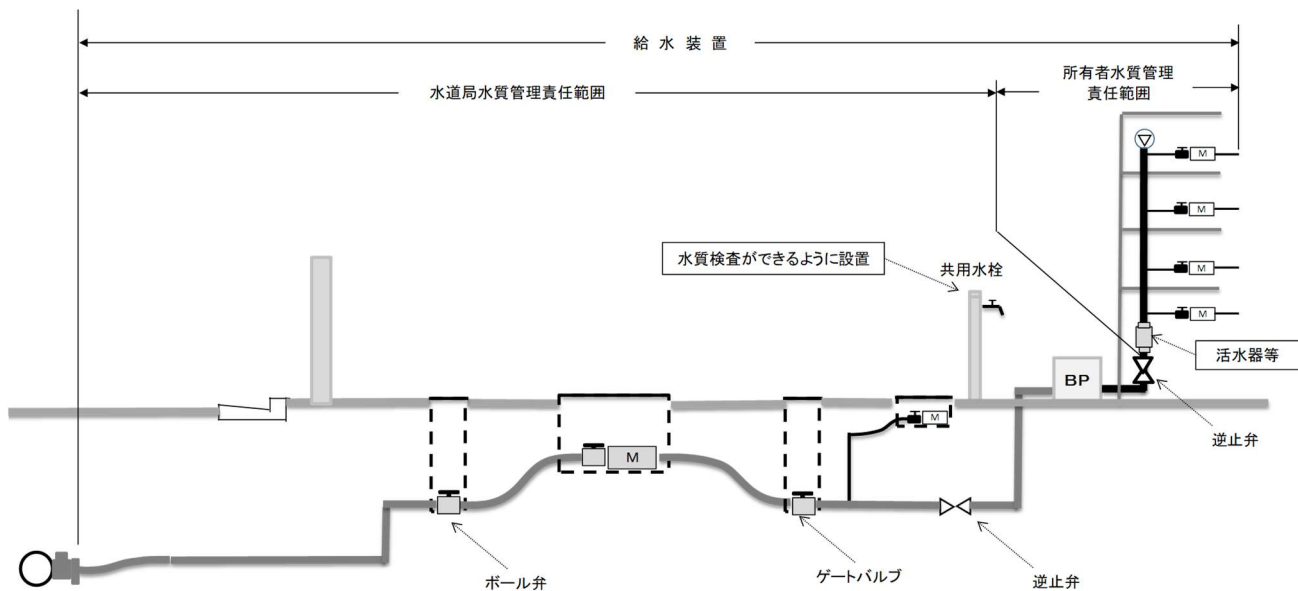 給 水 装 置
水道局水質管理責任範囲
所有者水質管理
責任範囲
M
M
M
M
水質検査ができるように設置
共用水栓
活水器等
BP
逆止弁
M
M
ボール弁
ゲートバルブ
逆止弁